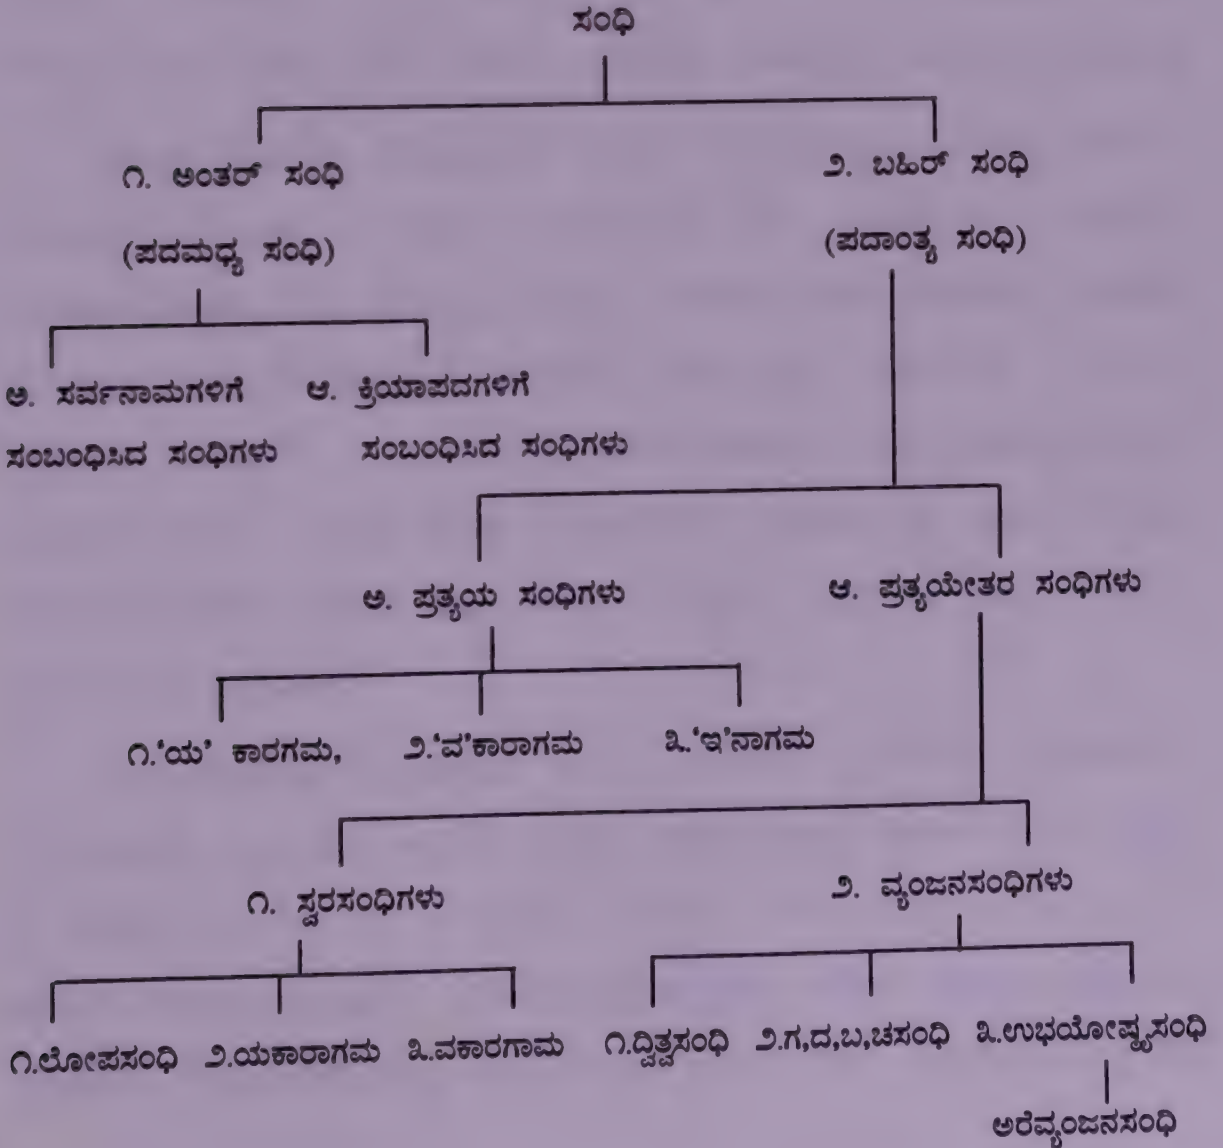 ಸಂಧಿ
೧. ಅಂತರ್ ಸಂಧಿ
೨. ಬಹಿರ್ ಸಂಧಿ
(ಪದಮಧ್ಯ ಸಂಧಿ)
(ಪದಾಂತ್ಯ ಸಂಧಿ)
ಅ. ಸರ್ವನಾಮಗಳಿಗೆ
ಸಂಬಂಧಿಸಿದ ಸಂಧಿಗಳು
ಆ. ಕ್ರಿಯಾಪದಗಳಿಗೆ
ಸಂಬಂಧಿಸಿದ ಸಂಧಿಗಳು
ಅ. ಪ್ರತ್ಯಯ ಸಂಧಿಗಳು
ಆ. ಪ್ರತ್ಯಯೇತರ ಸಂಧಿಗಳು
೧.'ಯ' ಕಾರಗಮ,
೨.'ವ'ಕಾರಾಗಮ
೩.'ಇ'ನಾಗಮ
೧. ಸ್ವರಸಂಧಿಗಳು
೨. ವ್ಯಂಜನಸಂಧಿಗಳು
೧.ಲೋಪಸಂಧಿ
೨.ಯಕಾರಾಗಮ
೩.ವಕಾರಗಾಮ
೧.ದ್ವಿತ್ವಸಂಧಿ
೨.ಗ,ದ,ಬ,ಚಸಂಧಿ
೩.ಉಭಯೋಷ್ಠ್ಯಸಂಧಿ
ಅರೆವ್ಯಂಜನಸಂಧಿ